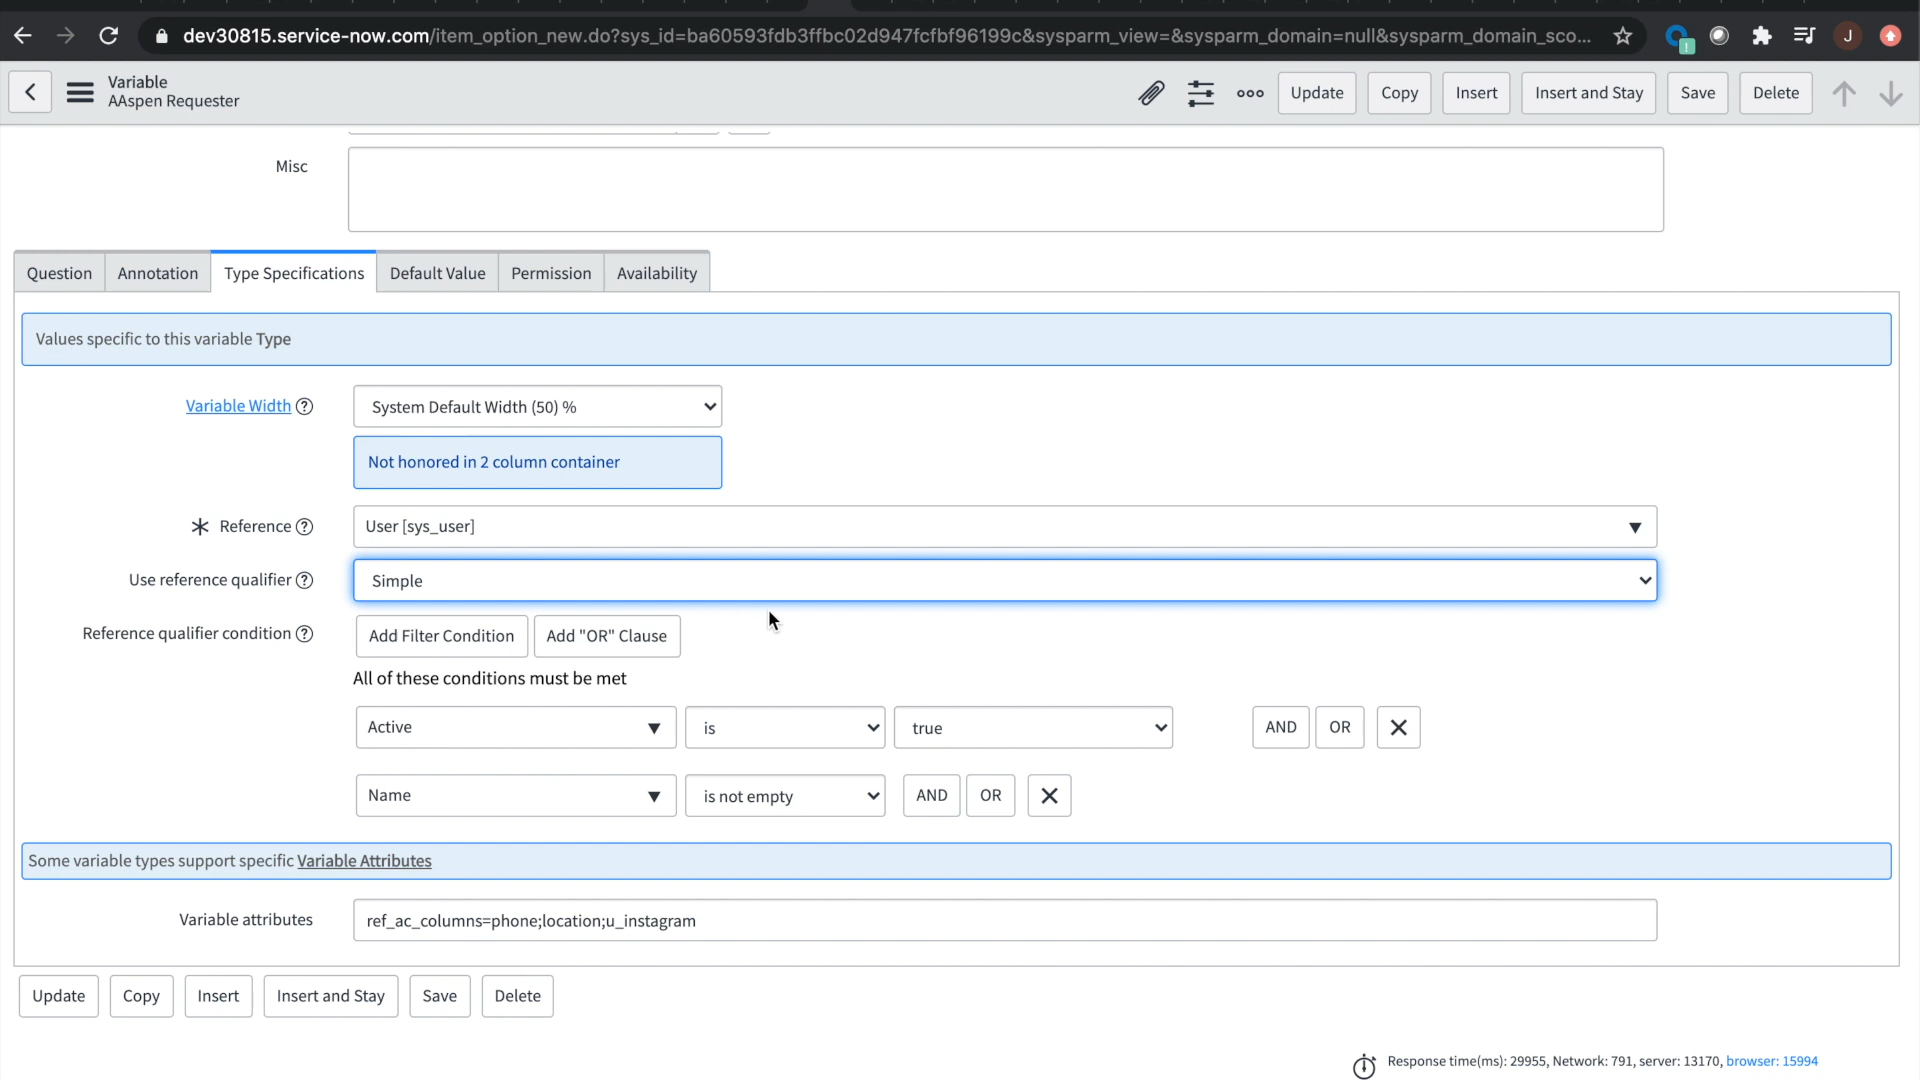 dev30815.service-now.com/item_option_new.do?sys_id=ba60593fdb3ffbc02d947fcfbf96199c&sysparm_view=&sysparm_domain=null&sysparm_domain_sco... J
Variable
AAspen Requester
Update Copy Insert Insert and Stay Save Delete
Misc
Question Annotation Type Specifications Default Value Permission Availability
Values specific to this variable Type
Variable Width System Default Width (50) %
Not honored in 2 column container
Reference User [sys_user]
Use reference qualifier Simple
Reference qualifier condition Add Filter Condition Add "OR" Clause
All of these conditions must be met
Active is true AND OR
Name is not empty AND OR
Some variable types support specific Variable Attributes
Variable attributes ref_ac_columns=phone;location;u_instagram
Update Copy Insert Insert and Stay Save Delete
Response time(ms): 29955, Network: 791, server: 13170, browser: 15994